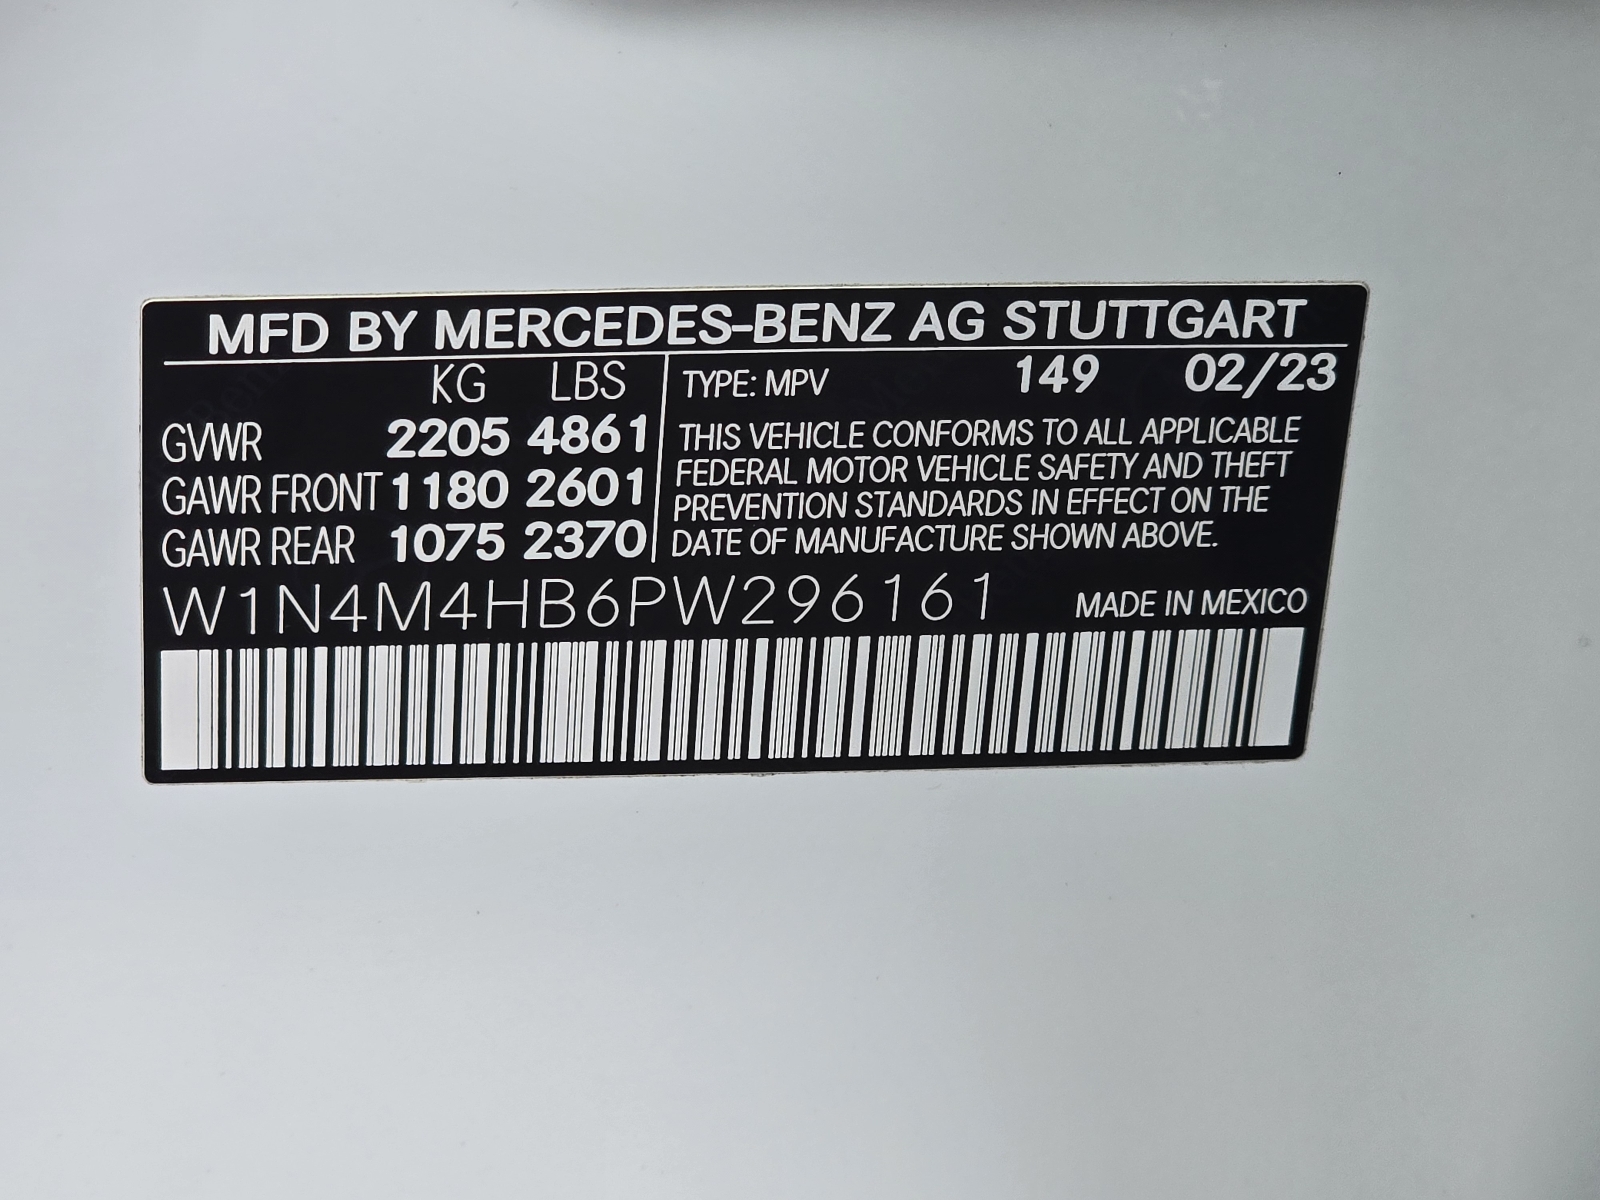 MFD BY MERCEDES-BENZ AG STUTTGART
KG LBS
GVWR 2205 4861
GAWR FRONT 1180 2601
GAWR REAR 1075 2370
TYPE: MPV 149 02/23
THIS VEHICLE CONFORMS TO ALL APPLICABLE
FEDERAL MOTOR VEHICLE SAFETY AND THEFT
PREVENTION STANDARDS IN EFFECT ON THE
DATE OF MANUFACTURE SHOWN ABOVE.
W1N4M4HB6PW296161 MADE IN MEXICO